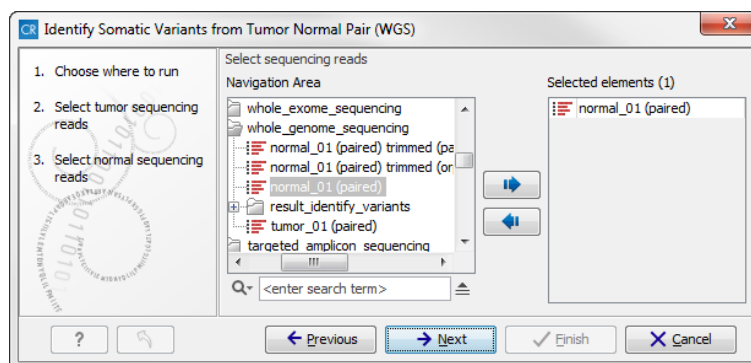 CR Identify Somatic Variants from Tumor Normal Pair (WGS)
1. Choose where to run
2. Select tumor sequencing
reads
3. Select normal sequencing
reads
Select sequencing reads
Navigation Area
whole_exome_sequencing
whole_genome_sequencing
normal_01 (paired) trimmed (pa
normal_01 (paired) trimmed (or
normal_01 (paired)
result_identify_variants
tumor_01 (paired)
targeted_amplicon_sequencing
<enter search term>
Selected elements (1)
normal_01 (paired)
?
Previous
Next
Finish
Cancel